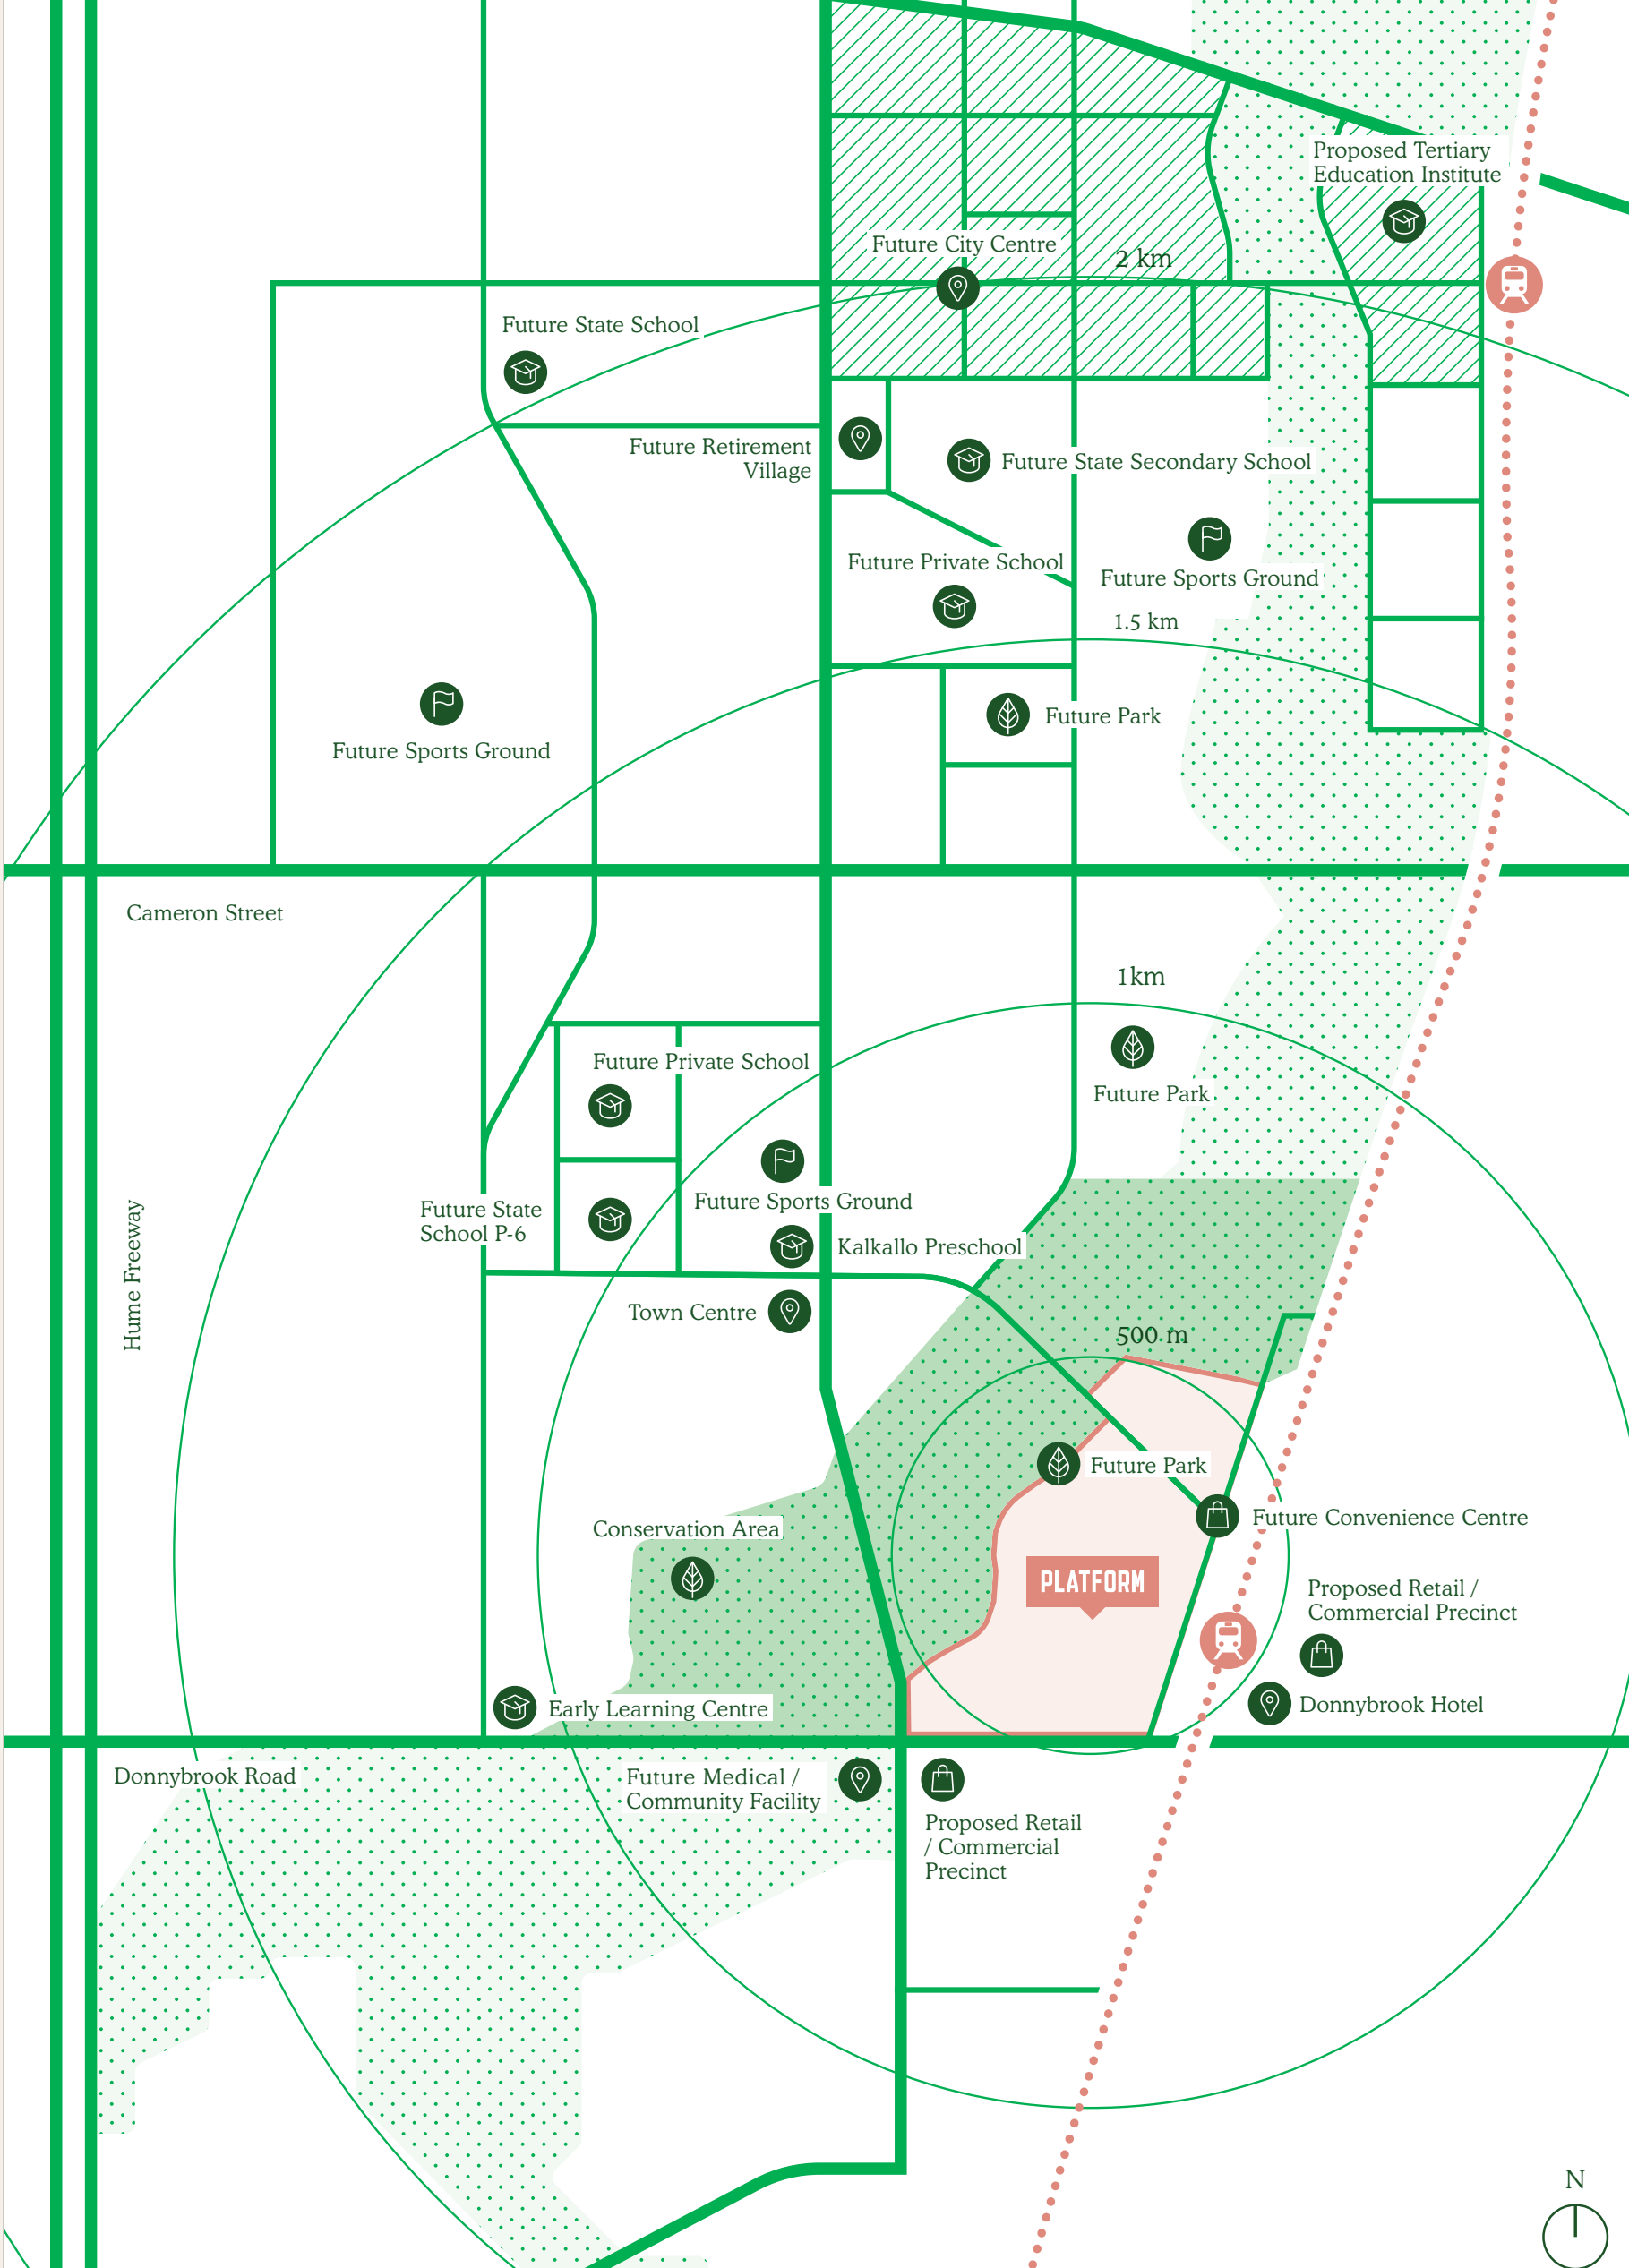 Proposed Tertiary
Education Institute
Future City Centre
2 km
Future State School
Future Retirement
Village
Future State Secondary School
Future Private School
Future Sports Ground
1.5 km
Future Park
Future Sports Ground
Cameron Street
1km
Future Private School
Future Park
Future Sports Ground
Future State
School P-6
Kalkallo Preschool
Hume Freeway
Town Centre
500 m
Future Park
Future Convenience Centre
Conservation Area
PLATFORM
Proposed Retail /
Commercial Precinct
Early Learning Centre
Donnybrook Hotel
Donnybrook Road
Future Medical /
Community Facility
Proposed Retail
/ Commercial
Precinct
N